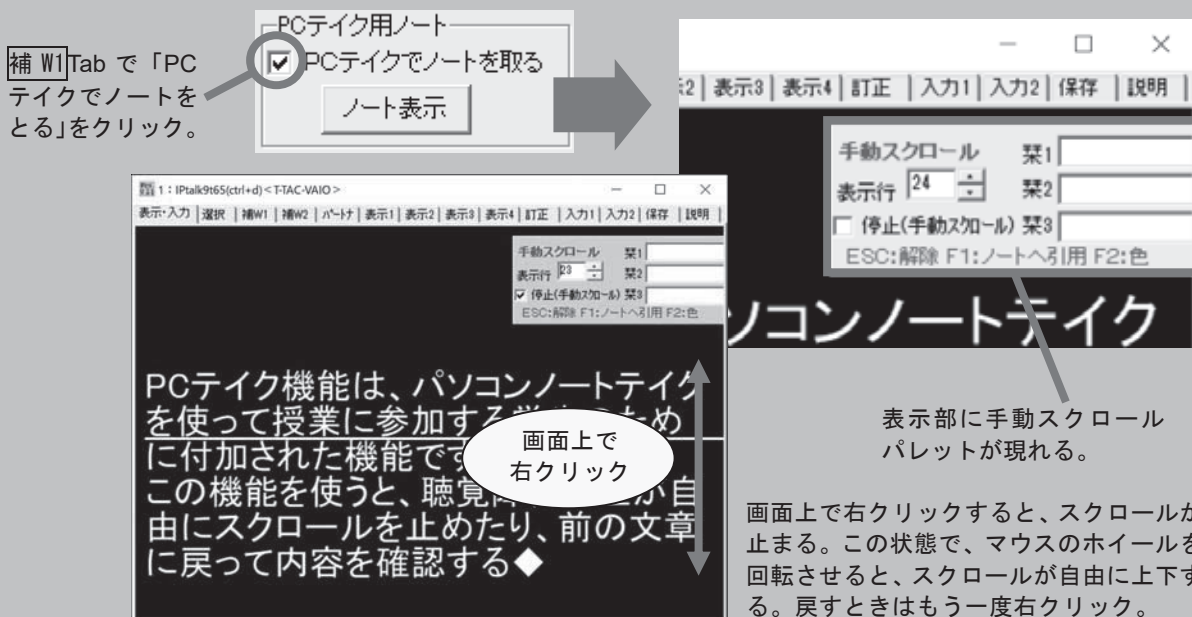 補 W1Tab で「PC
テイクでノートを
とる」をクリック。
PCテイク用ノート
PCテイクでノートを取る
ノート表示
表示3 表示4 訂正 入力1 入力2 保存 説明
手動スクロール 栞1
表示行 24 栞2
停止(手動スクロール) 栞3
ESC:解除 F1:ノートへ引用 F2:色
ソコンノートテイク
表示部に手動スクロール
パレットが現れる。
1:IPtalk9t65(ctrl+d)<T-TAC-VAIO>
表示・入力 選択 補W1 補W2 パートナ 表示1 表示2 表示3 表示4 訂正 入力1 入力2 保存 説明
手動スクロール 栞1
表示行 23 栞2
停止(手動スクロール) 栞3
ESC:解除 F1:ノートへ引用 F2:色
PCテイク機能は、パソコンノートテイク
を使って授業に参加する ため
に付加された機能です
この機能を使うと、聴覚 が自
由にスクロールを止めたり、前の文章
に戻って内容を確認する◆
画面上で
右クリック
画面上で右クリックすると、スクロールが
止まる。この状態で、マウスのホイールを
回転させると、スクロールが自由に上下す
る。戻すときはもう一度右クリック。